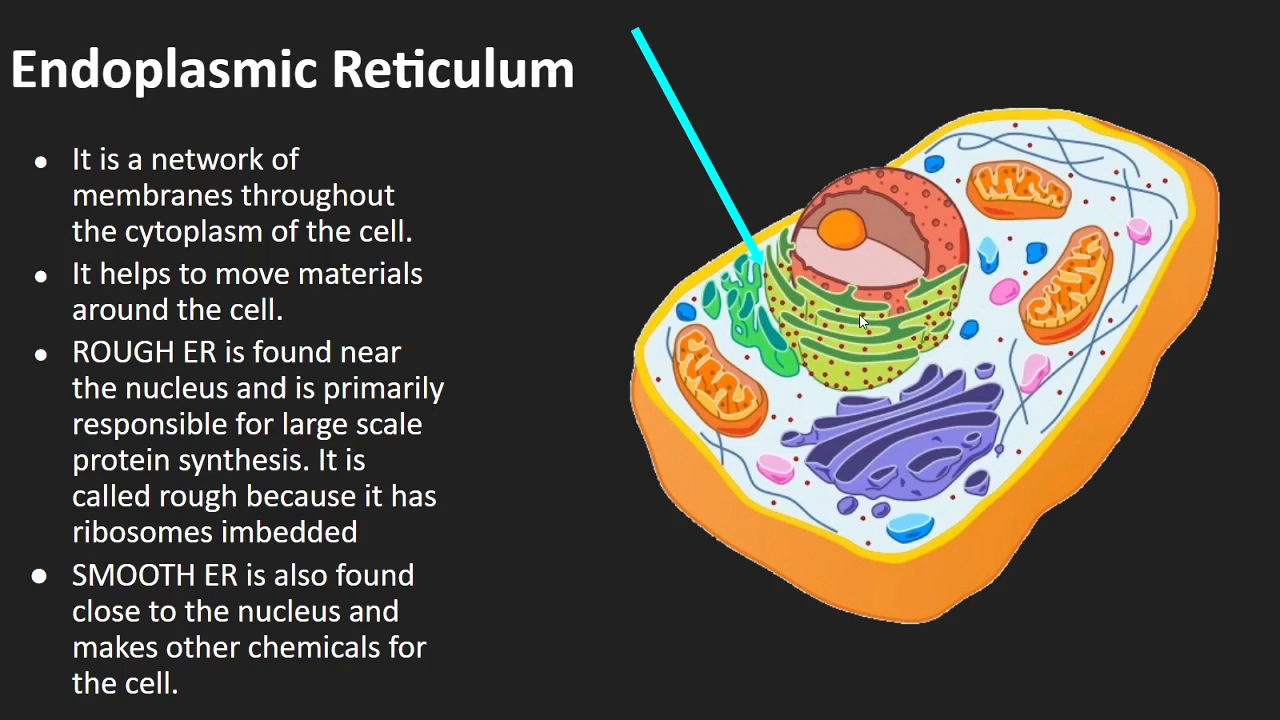 Endoplasmic Reticulum
● It is a network of
membranes throughout
the cytoplasm of the cell.
● It helps to move materials
around the cell.
● ROUGH ER is found near
the nucleus and is primarily
responsible for large scale
protein synthesis. It is
called rough because it has
ribosomes imbedded
● SMOOTH ER is also found
close to the nucleus and
makes other chemicals for
the cell.